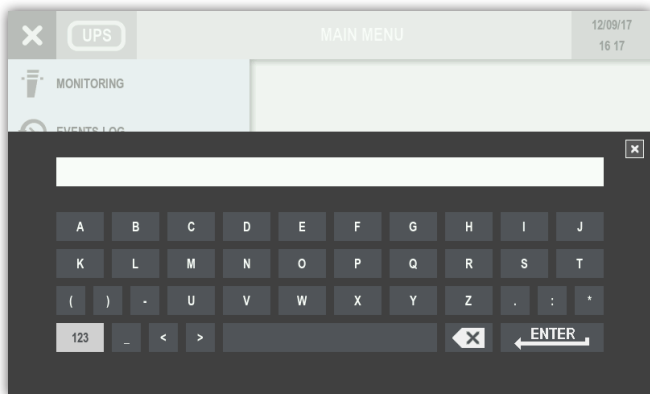 UPS
MAIN MENU
12/09/17
16 17
MONITORING
EVENTS LOG
A B C D E F G H I J
K L M N O P Q R S T
( ) - U V W X Y Z . : *
123 _ < > ENTER